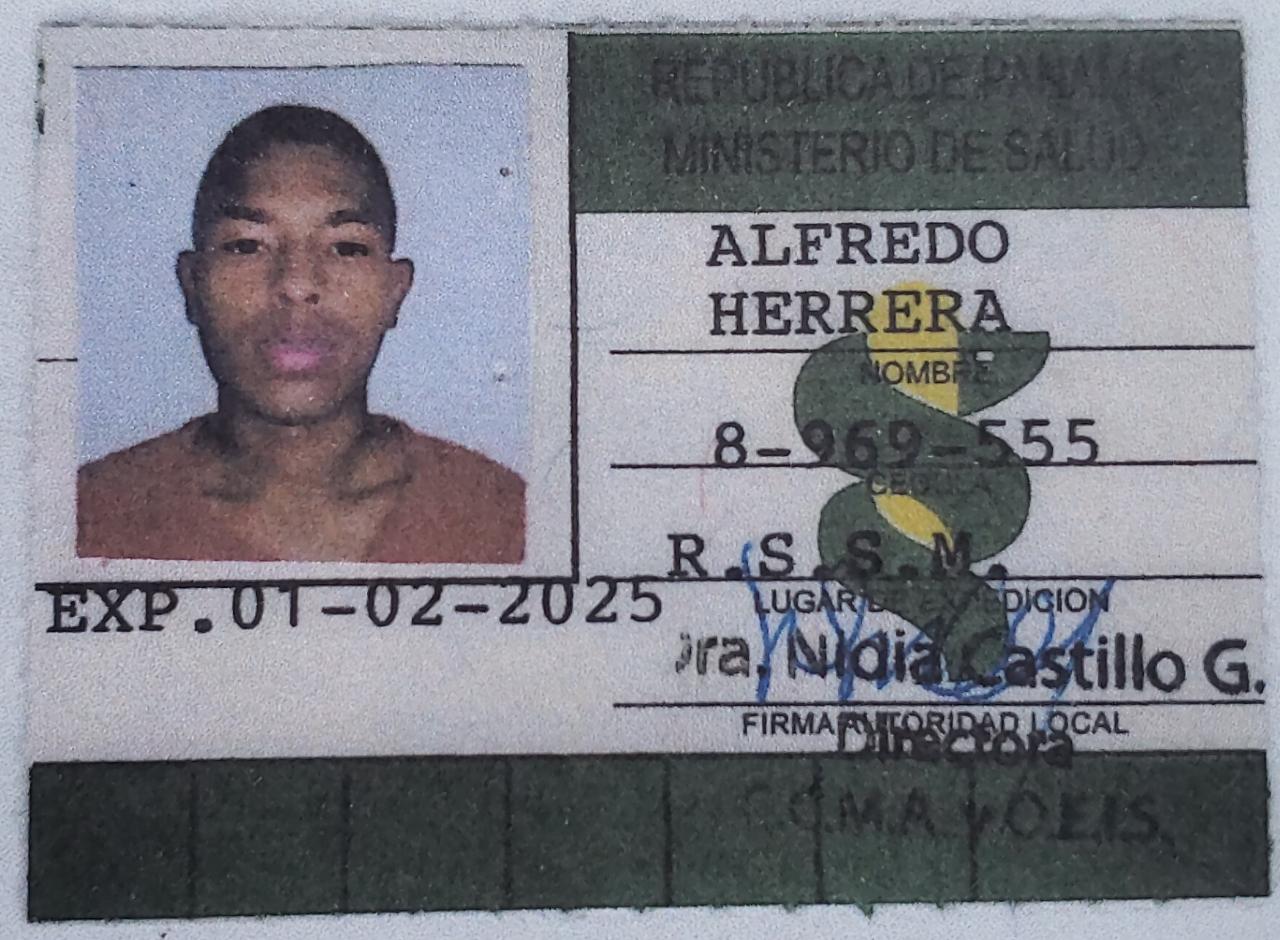 REPUBLICA DE PANAMA
MINISTERIO DE SALUD
ALFREDO
HERRERA
NOMBRE
8-969-555
CEDULA
R.S.S.M.
LUGAR DE EXPEDICION
EXP.01-02-2025
Dra. Nidia Castillo G.
FIRMA AUTORIDAD LOCAL
Directora